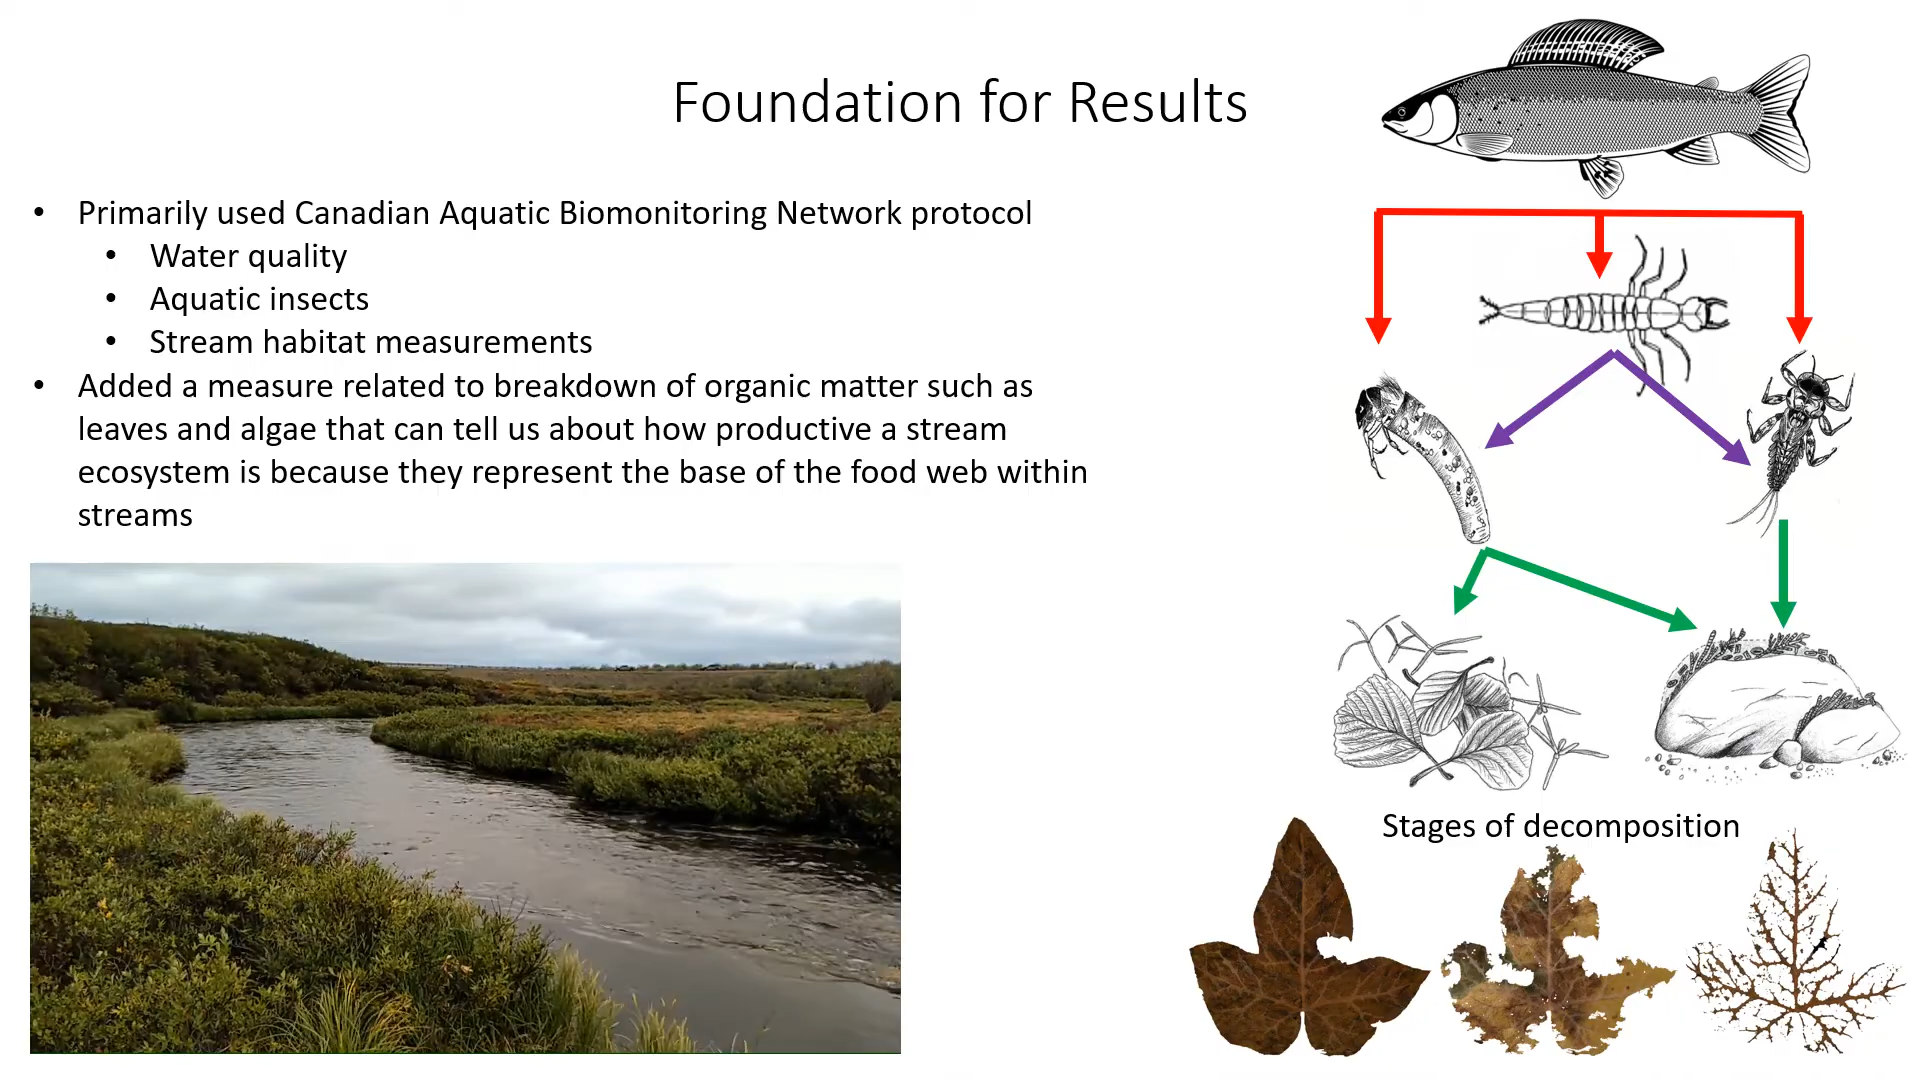 Foundation for Results
• Primarily used Canadian Aquatic Biomonitoring Network protocol
• Water quality
• Aquatic insects
• Stream habitat measurements
• Added a measure related to breakdown of organic matter such as
leaves and algae that can tell us about how productive a stream
ecosystem is because they represent the base of the food web within
streams
Stages of decomposition